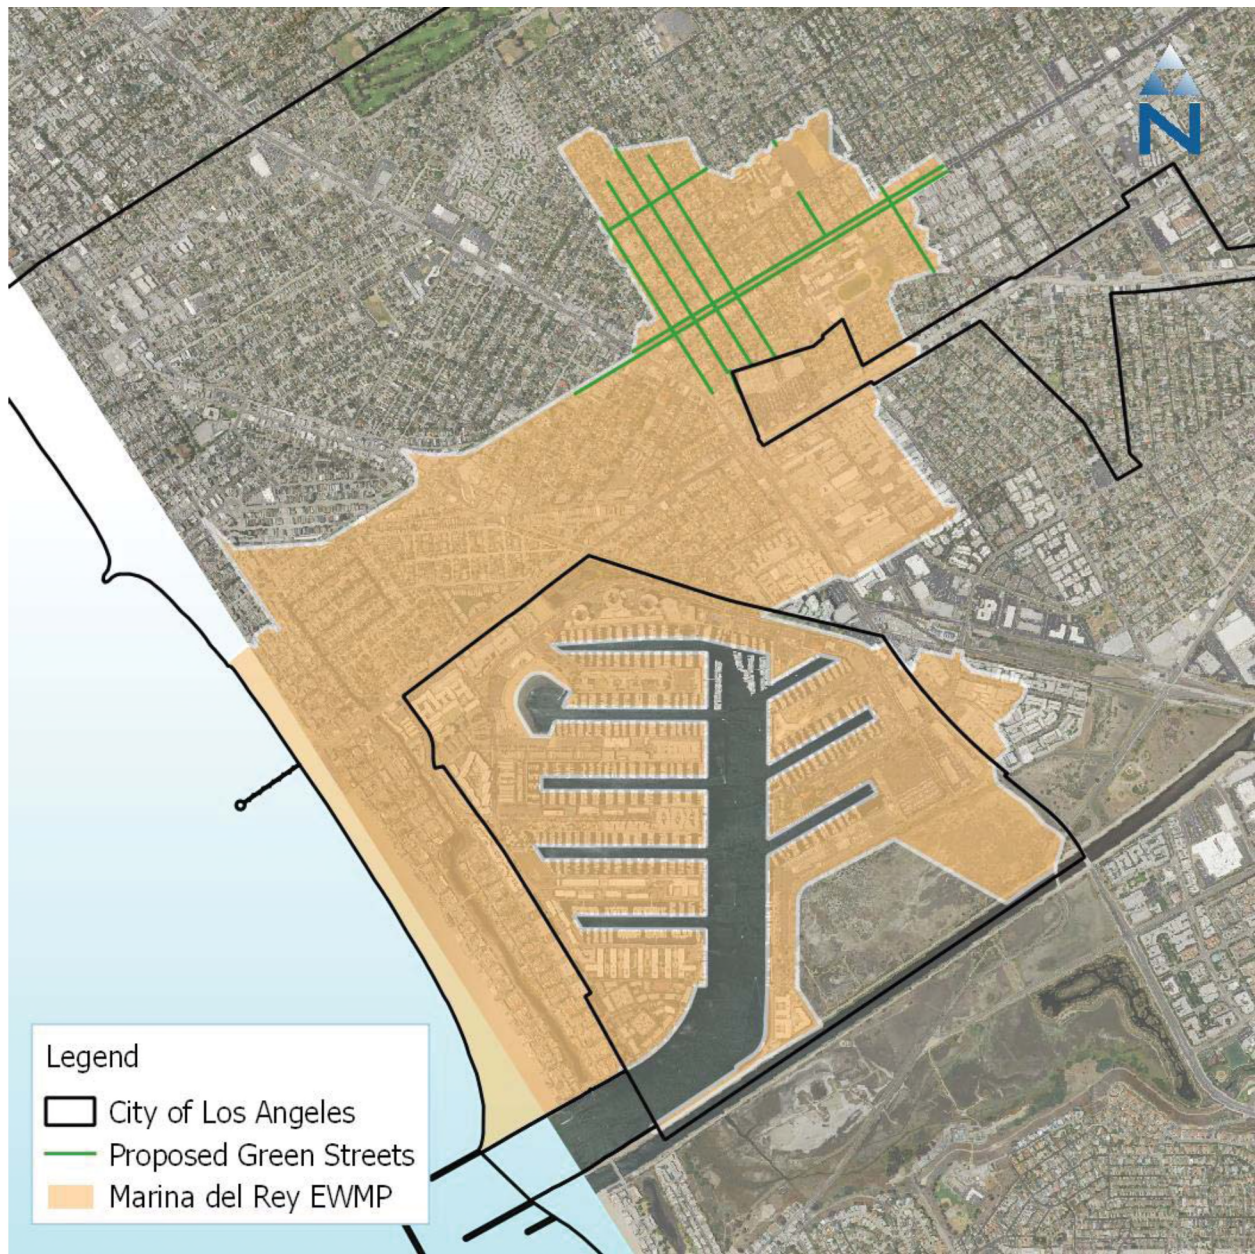 N
Legend
City of Los Angeles
Proposed Green Streets
Marina del Rey EWMP